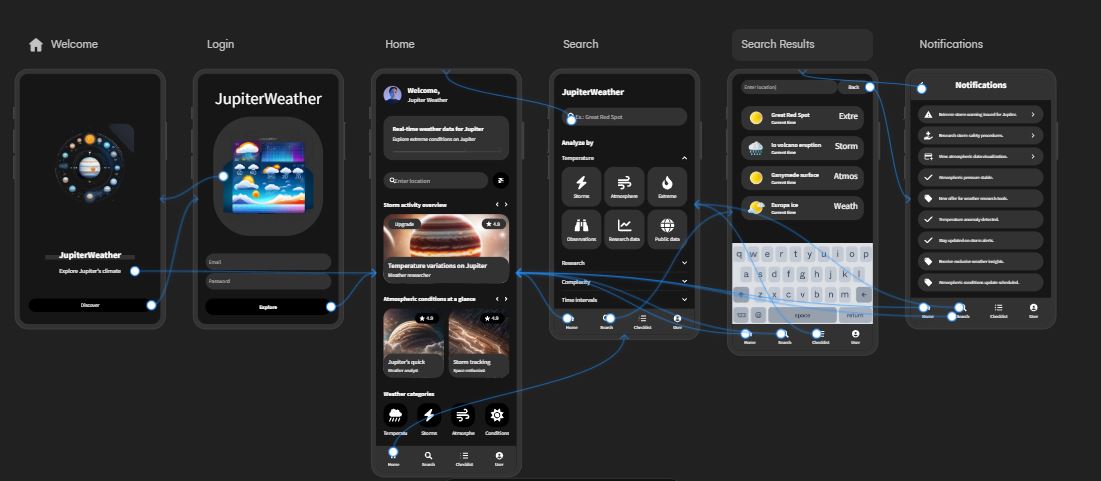 Welcome
Login
Home
Search
Search Results
Notifications
JupiterWeather
Explore Jupiter's climate
Discover
JupiterWeather
Email
Password
Explore
Welcome,
Jupiter Weather
Real-time weather data for Jupiter
Explore extreme conditions on Jupiter
Enter location
Storm activity overview
Upgrade
4.9
Temperature variations on Jupiter
Weather researcher
Atmospheric conditions at a glance
4.9
4.9
Jupiter's quick
Weather analyst
Storm tracking
Space enthusiast
Weather categories
Temperatu
Storms
Atmosphe
Conditions
Home
Search
Checklist
User
JupiterWeather
Ex.: Great Red Spot
Analyze by
Temperature
Storms
Atmosphere
Extreme
Observations
Research data
Public data
Research
Complexity
Time intervals
Home
Search
Checklist
User
Enter location
Back
Great Red Spot
Current time
Extre
Io volcano eruption
Current time
Storm
Ganymede surface
Current time
Atmos
Europa ice
Current time
Weath
q w e r t y u i o p
a s d f g h j k l
z x c v b n m
@ space return
Home
Search
Checklist
User
Notifications
Extreme storm warning issued for Jupiter.
Research storm safety procedures.
View atmospheric data visualization.
Atmospheric pressure stable.
New offer for weather research tools.
Temperature anomaly detected.
Stay updated on storm alerts.
Receive exclusive weather insights.
Atmospheric conditions update scheduled.
Home
Search
Checklist
User